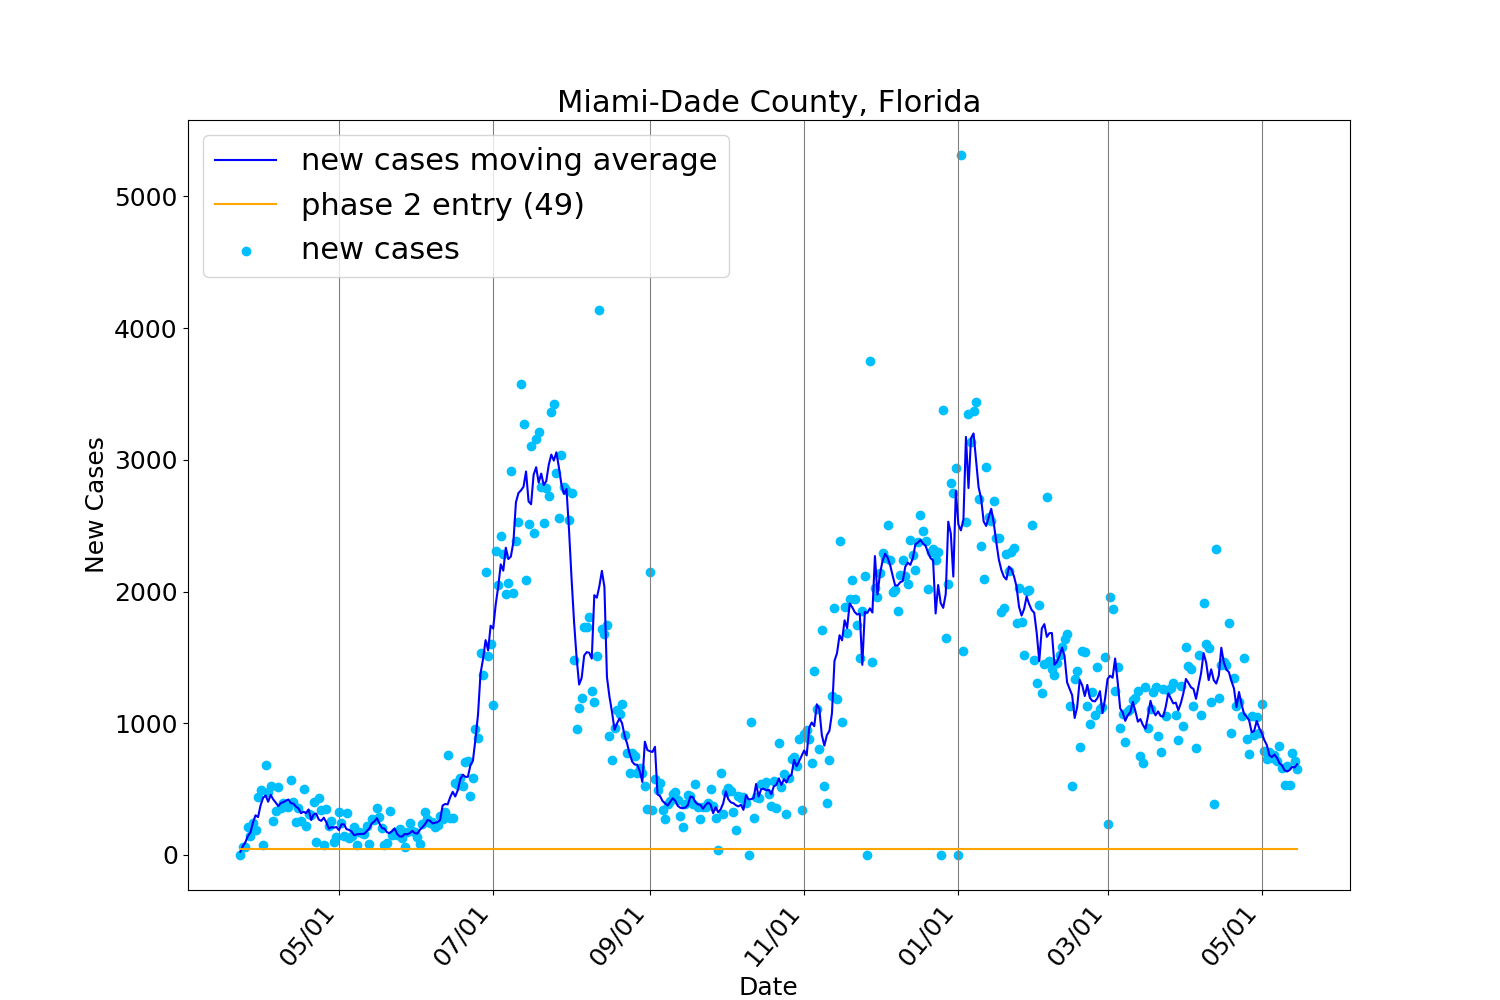 Miami-Dade County, Florida
new cases moving average
phase 2 entry (49)
new cases
5000
4000
3000
2000
1000
0
New Cases
05/01
07/01
09/01
11/01
01/01
03/01
05/01
Date